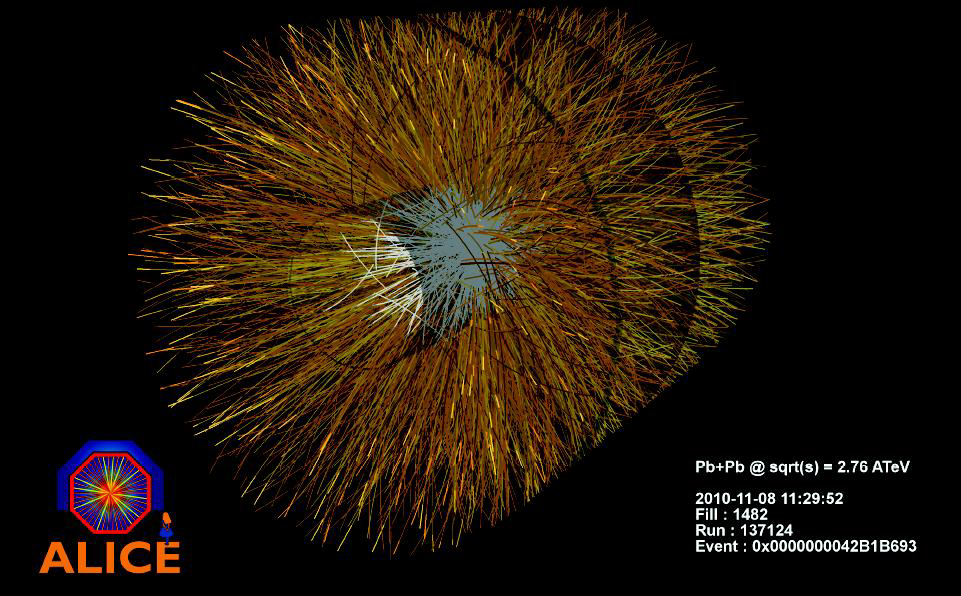 Pb+Pb @ sqrt(s) = 2.76 ATeV
2010-11-08 11:29:52
Fill : 1482
Run : 137124
Event : 0x0000000042B1B693
ALICE